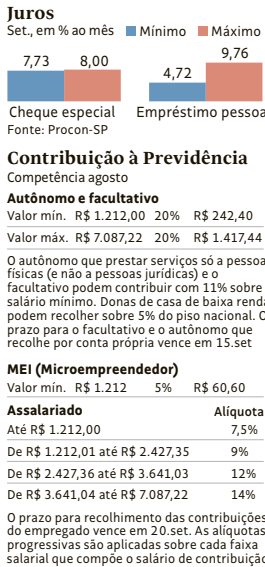 Juros
Set., em % ao mês Mínimo Máximo
7,73 8,00 4,72 9,76
Cheque especial Empréstimo pessoa
Fonte: Procon-SP
Contribuição à Previdência
Competência agosto
Autônomo e facultativo
Valor mín. R$ 1.212,00 20% R$ 242,40
Valor máx. R$ 7.087,22 20% R$ 1.417,44
O autônomo que prestar serviços só a pessoa
físicas (e não a pessoas jurídicas) e o
facultativo podem contribuir com 11% sobre
salário mínimo. Donas de casa de baixa renda
podem recolher sobre 5% do piso nacional. O
prazo para o facultativo e o autônomo que
recolhe por conta própria vence em 15.set
MEI (Microempreendedor)
Valor mín. R$ 1.212 5% R$ 60,60
Assalariado Alíquota
Até R$ 1.212,00 7,5%
De R$ 1.212,01 até R$ 2.427,35 9%
De R$ 2.427,36 até R$ 3.641,03 12%
De R$ 3.641,04 até R$ 7.087,22 14%
O prazo para recolhimento das contribuições
do empregado vence em 20.set. As alíquotas
progressivas são aplicadas sobre cada faixa
salarial que compõe o salário de contribuição